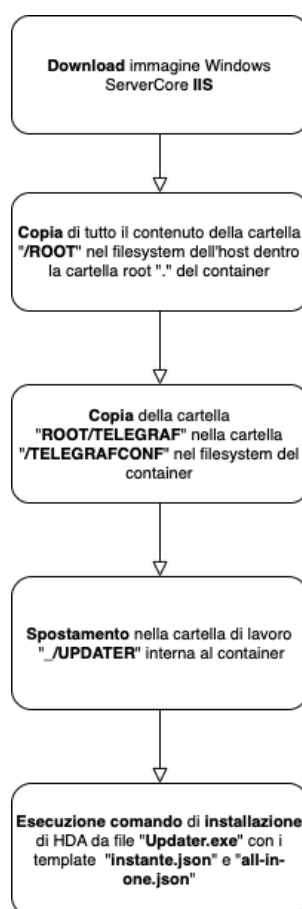 Download immagine Windows
ServerCore IIS
Copia di tutto il contenuto della cartella
"/ROOT" nel filesystem dell'host dentro
la cartella root "." del container
Copia della cartella
"ROOT/TELEGRAF" nella cartella
"/TELEGRAFCONF" nel filesystem del
container
Spostamento nella cartella di lavoro
"_/UPDATER" interna al container
Esecuzione comando di installazione
di HDA da file "Updater.exe" con i
template "instante.json" e "all-in-
one.json"